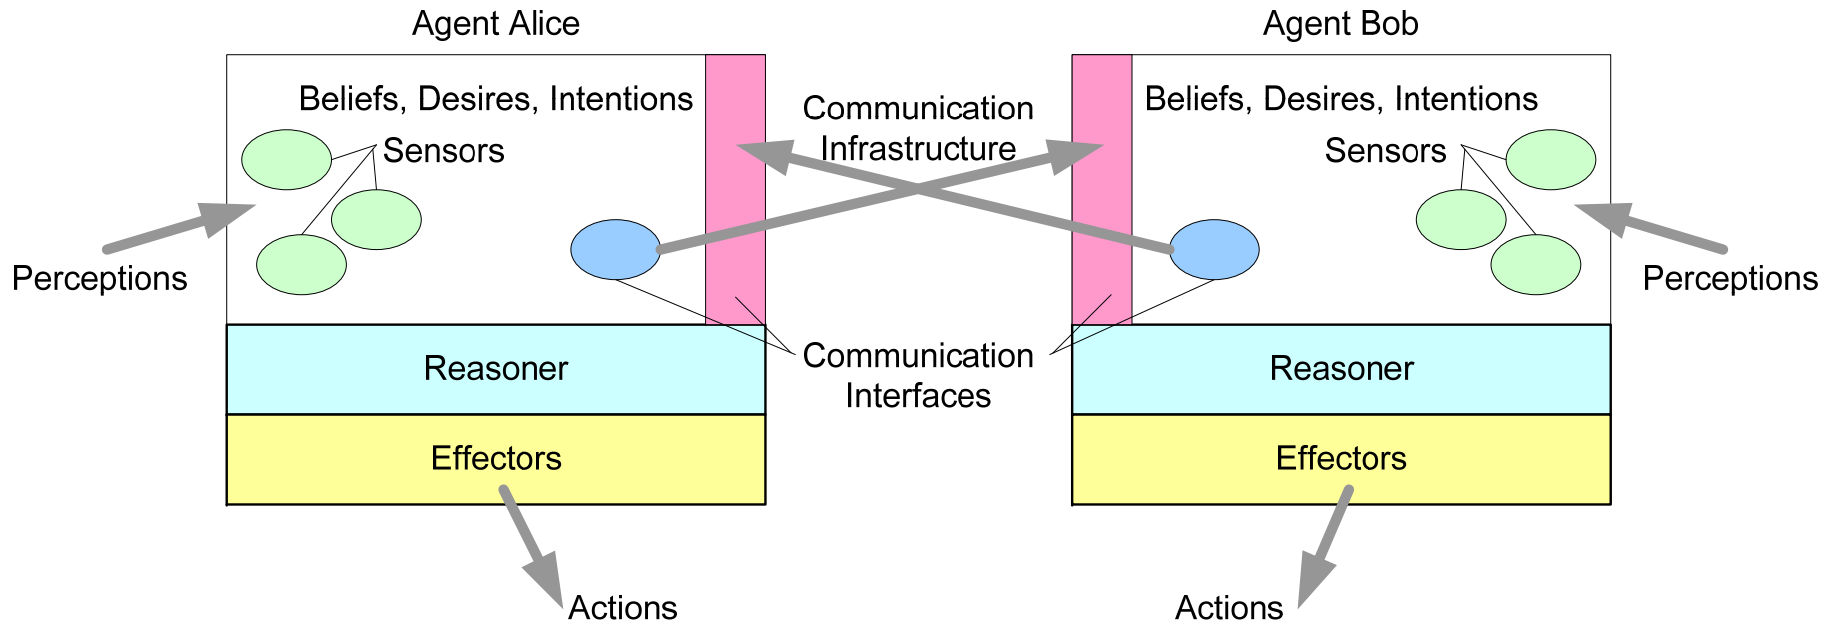 Agent Alice
Agent Bob
Beliefs, Desires, Intentions
Communication
Infrastructure
Beliefs, Desires, Intentions
Sensors
Sensors
Perceptions
Perceptions
Communication
Interfaces
Reasoner
Reasoner
Effectors
Effectors
Actions
Actions